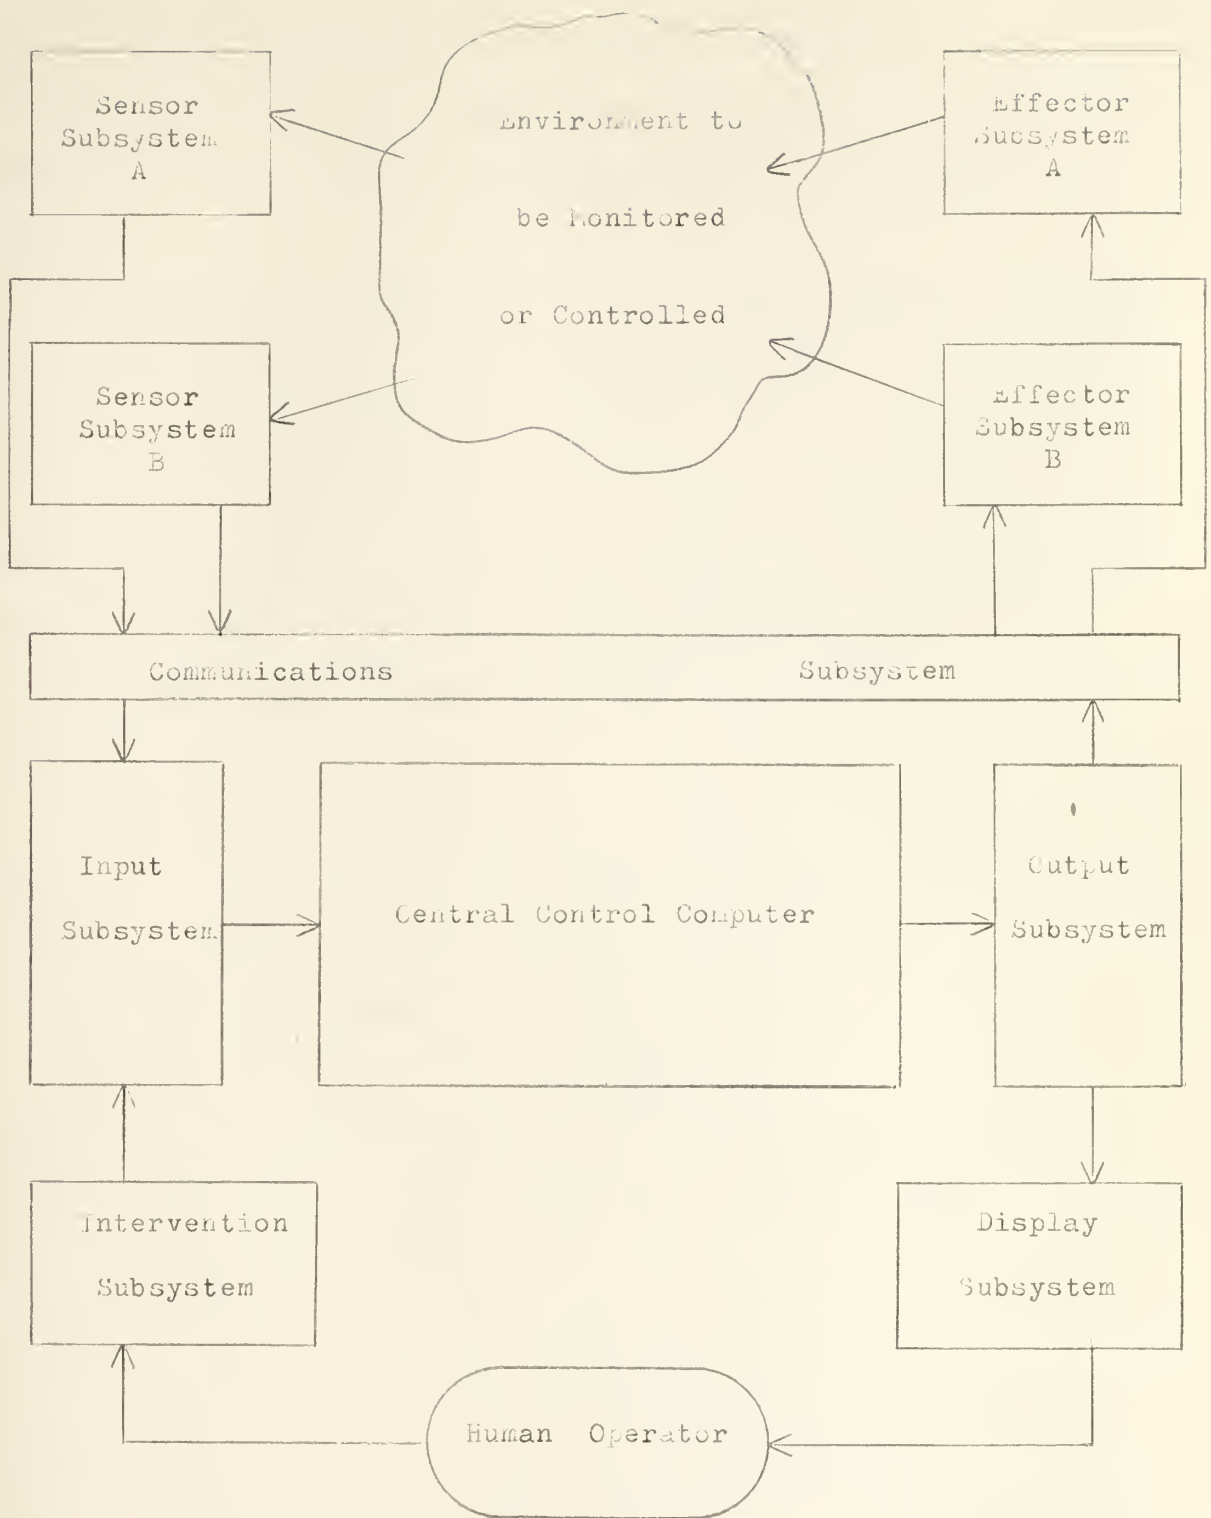 Sensor
Subsystem
A
Environment to
be Monitored
or Controlled
Effector
Subsystem
A
Sensor
Subsystem
B
Effector
Subsystem
B
Communications Subsystem
Input
Subsystem
Central Control Computer
Output
Subsystem
Intervention
Subsystem
Display
Subsystem
Human Operator